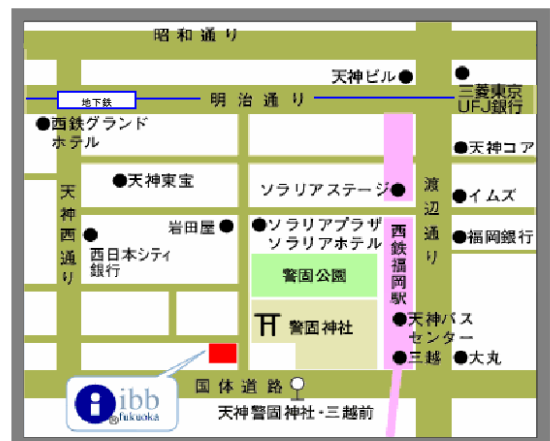 昭和通り
天神ビル
三菱東京
UFJ銀行
地下鉄
明治通り
西鉄グランド
ホテル
天神コア
天神東宝
ソラリアステージ
渡辺通り
イムズ
天神西通り
岩田屋
ソラリアプラザ
ソラリアホテル
西鉄福岡駅
福岡銀行
西日本シティ
銀行
警固公園
警固神社
天神バス
センター
三越
大丸
国体道路
ibb
@fukuoka
天神警固神社・三越前